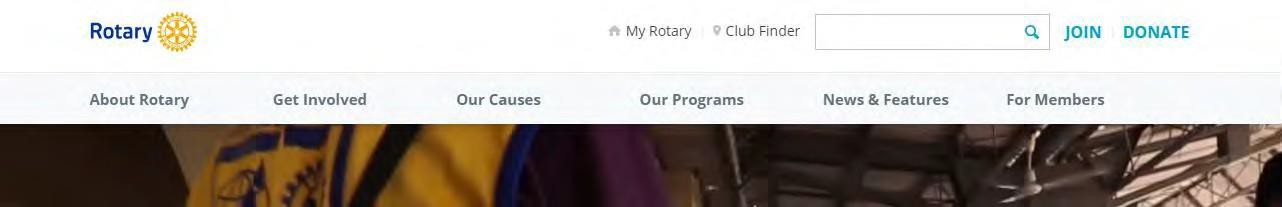 Rotary
My Rotary Club Finder JOIN DONATE
About Rotary Get Involved Our Causes Our Programs News & Features For Members